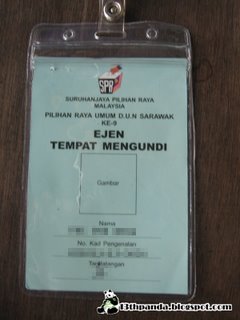 SPR
SURUHANJAYA PILIHAN RAYA
MALAYSIA
PILIHAN RAYA UMUM D.U.N SARAWAK
KE-9
EJEN
TEMPAT MENGUNDI
Gambar
Nama
No. Kad Pengenalan
Tandatangan
13thpanda.blogspot.com